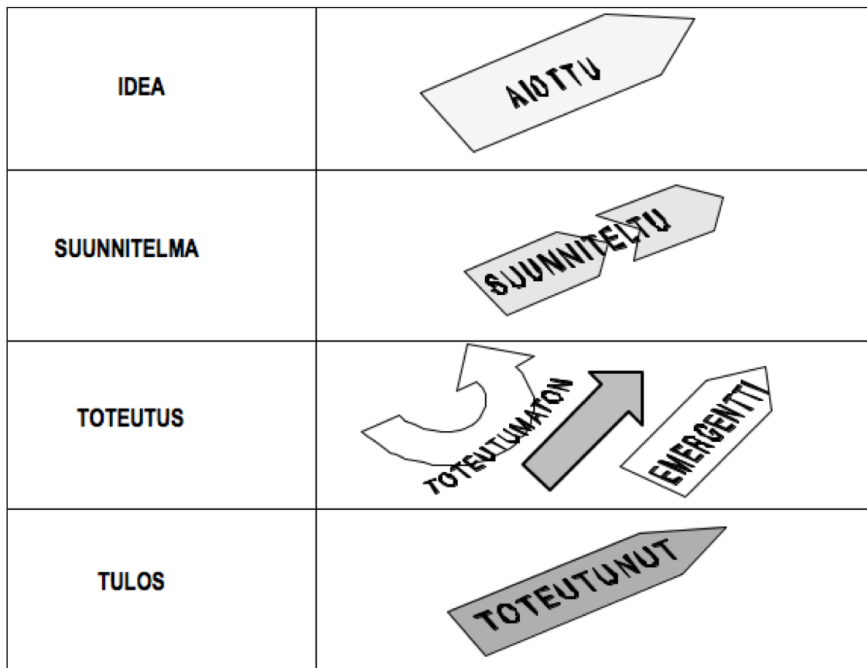 IDEA
AIOTTU
SUUNNITELMA
SUUNNITELTU
TOTEUTUS
TOTEUTUMATON
EMERGENTTI
TULOS
TOTEUTUNUT